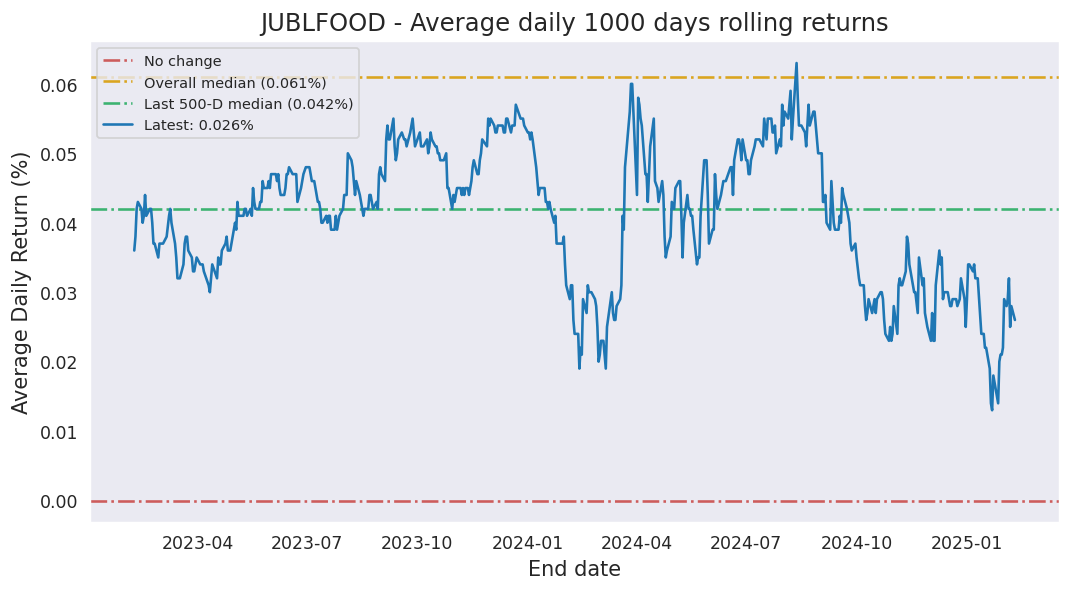 JUBLFOOD - Average daily 1000 days rolling returns
No change
Overall median (0.061%)
Last 500-D median (0.042%)
Latest: 0.026%
Average Daily Return (%)
0.06
0.05
0.04
0.03
0.02
0.01
0.00
2023-04 2023-07 2023-10 2024-01 2024-04 2024-07 2024-10 2025-01
End date